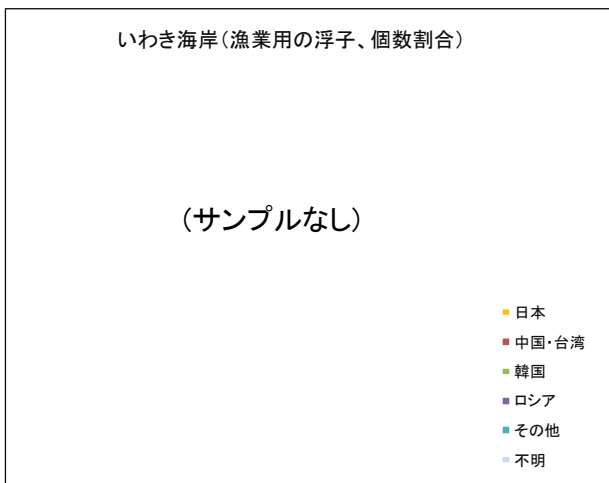 いわき海岸(漁業用の浮子、個数割合)
(サンプルなし)
日本
中国・台湾
韓国
ロシア
その他
不明